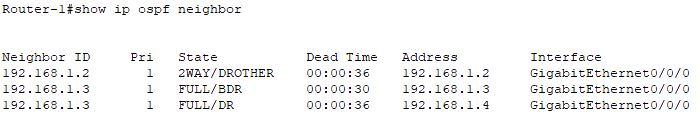 Router-1#show ip ospf neighbor
Neighbor ID     Pri   State           Dead Time   Address         Interface
192.168.1.2       1   2WAY/DROTHER    00:00:36    192.168.1.2     GigabitEthernet0/0/0
192.168.1.3       1   FULL/BDR        00:00:30    192.168.1.3     GigabitEthernet0/0/0
192.168.1.3       1   FULL/DR         00:00:36    192.168.1.4     GigabitEthernet0/0/0